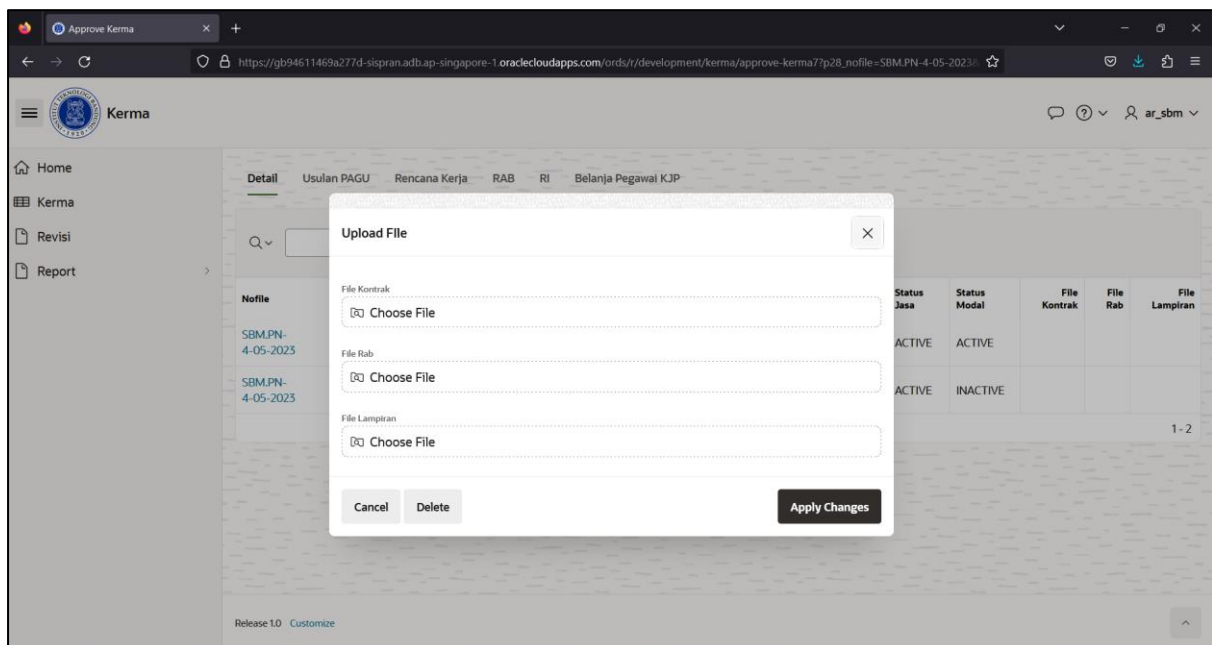 Approve Kerma
https://gb94611469a277d-sispran.adb.ap-singapore-1.oraclecloudapps.com/ords/r/development/kerma/approve-kerma7?p28_nofile=SBM.PN-4-05-2023&
Kerma
ar_sbm
Home
Kerma
Revisi
Report
Detail Usulan PAGU Rencana Kerja RAB RI Belanja Pegawai KJP
Upload FIle
File Kontrak
Choose File
File Rab
Choose File
File Lampiran
Choose File
Cancel Delete Apply Changes
Nofile Status Jasa Status Modal File Kontrak File Rab File Lampiran
SBM.PN-
4-05-2023 ACTIVE ACTIVE
SBM.PN-
4-05-2023 ACTIVE INACTIVE
1 - 2
Release 1.0 Customize